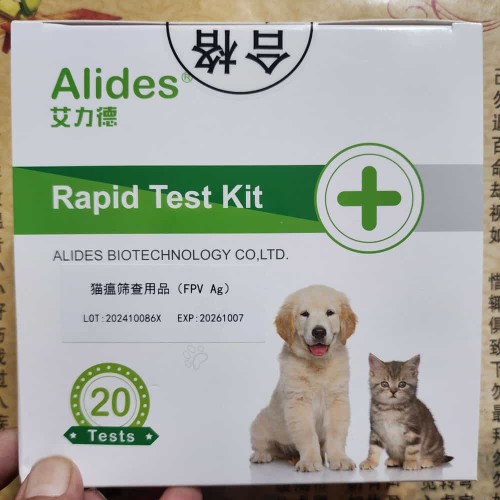 合格
Alides®
艾力德
Rapid Test Kit
ALIDES BIOTECHNOLOGY CO,LTD.
猫瘟筛查用品（FPV Ag）
LOT:202410086X EXP:20261007
20
Tests